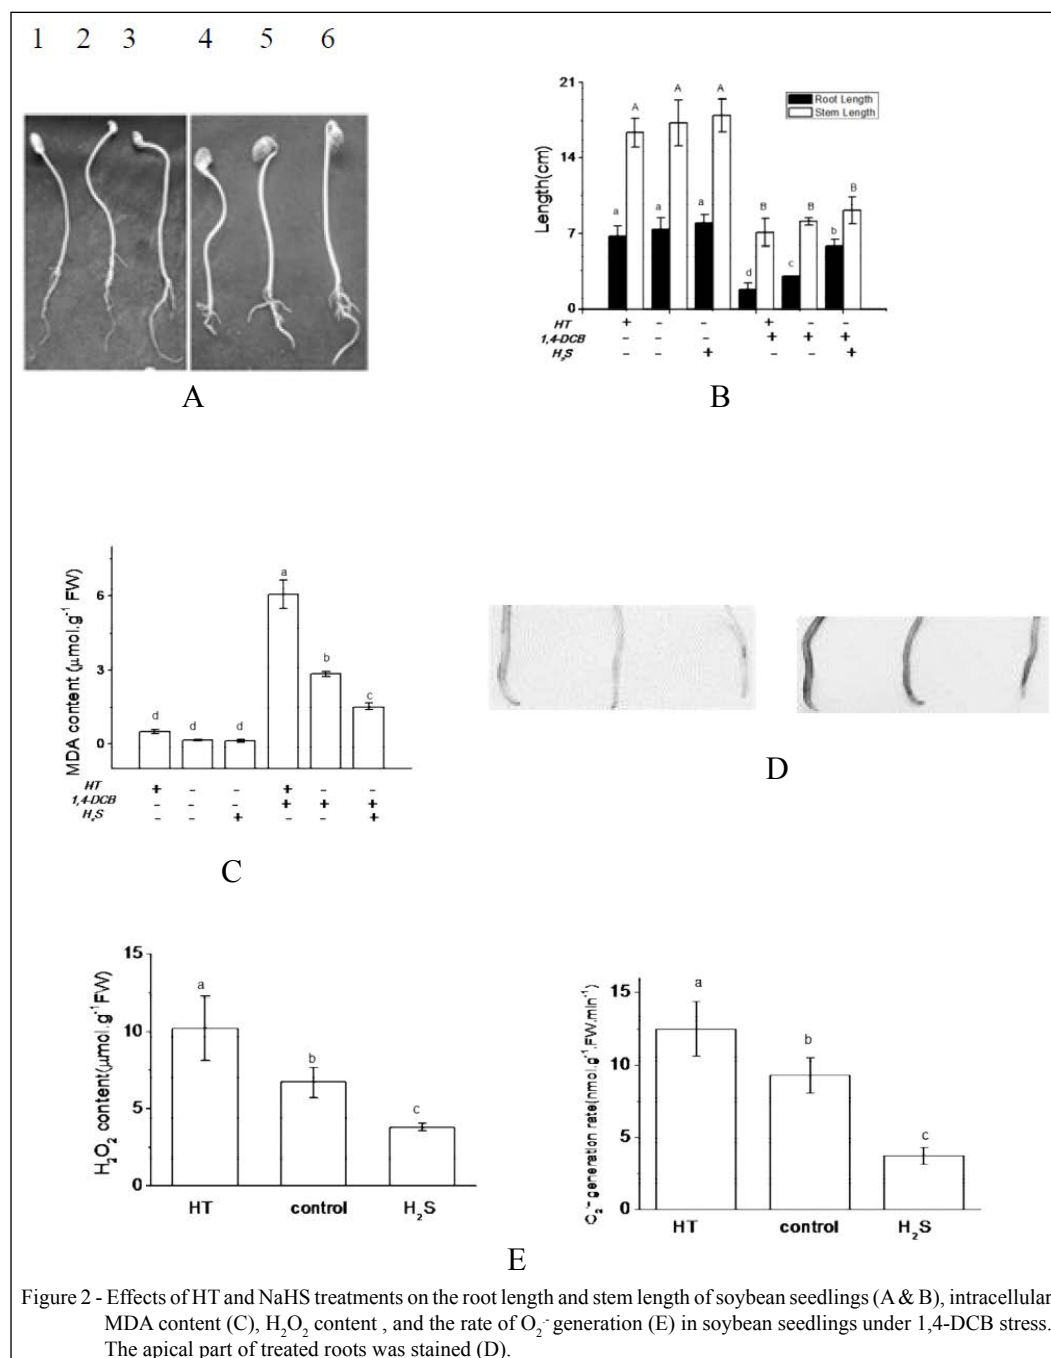 1 2 3 4 5 6
A
21
14
7
0
Length(cm)
Root Length
Stem Length
a A a A a A d B c B b B
HT + - - + - -
1,4-DCB - - - + + +
H2S - - + - - +
B
MDA content (μmol.g-1 FW)
6
3
0
d d d a b c
HT + - - + - -
1,4-DCB - - - + + +
H2S - - + - - +
C
D
H2O2 content(μmol.g-1FW)
15
10
5
0
a b c
HT control H2S
O2·- generation rate(nmol.g-1.FW.min-1)
15
10
5
0
a b c
HT control H2S
E
Figure 2 - Effects of HT and NaHS treatments on the root length and stem length of soybean seedlings (A & B), intracellular
MDA content (C), H2O2 content , and the rate of O2·- generation (E) in soybean seedlings under 1,4-DCB stress.
The apical part of treated roots was stained (D).